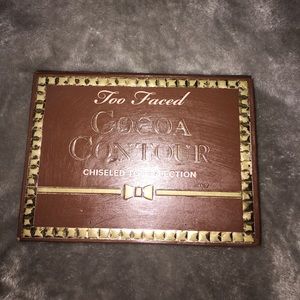 Too Faced
COCOA
CONTOUR
CHISELED TO PERFECTION